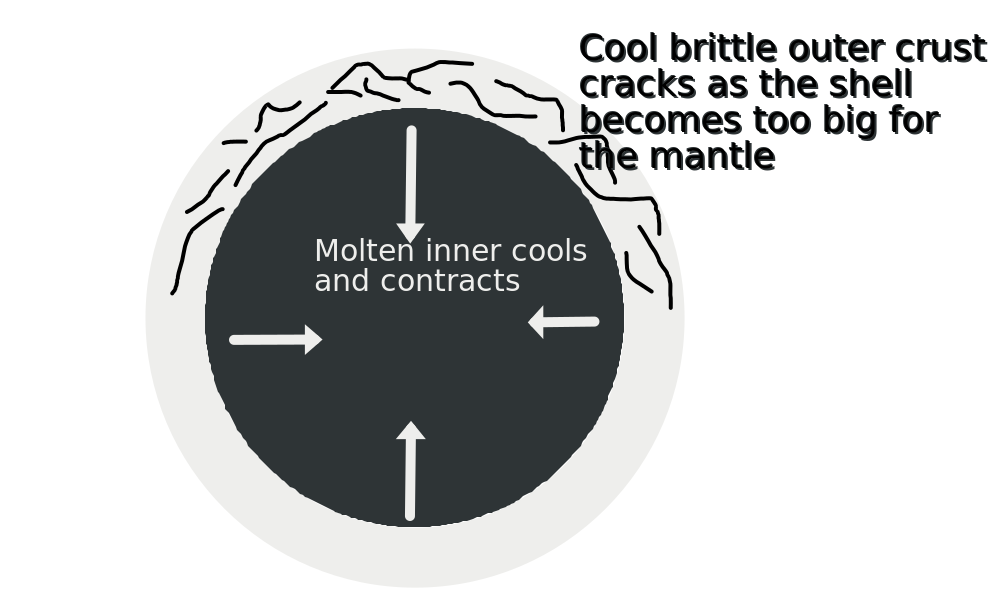 Cool brittle outer crust
cracks as the shell
becomes too big for
the mantle
Molten inner cools
and contracts